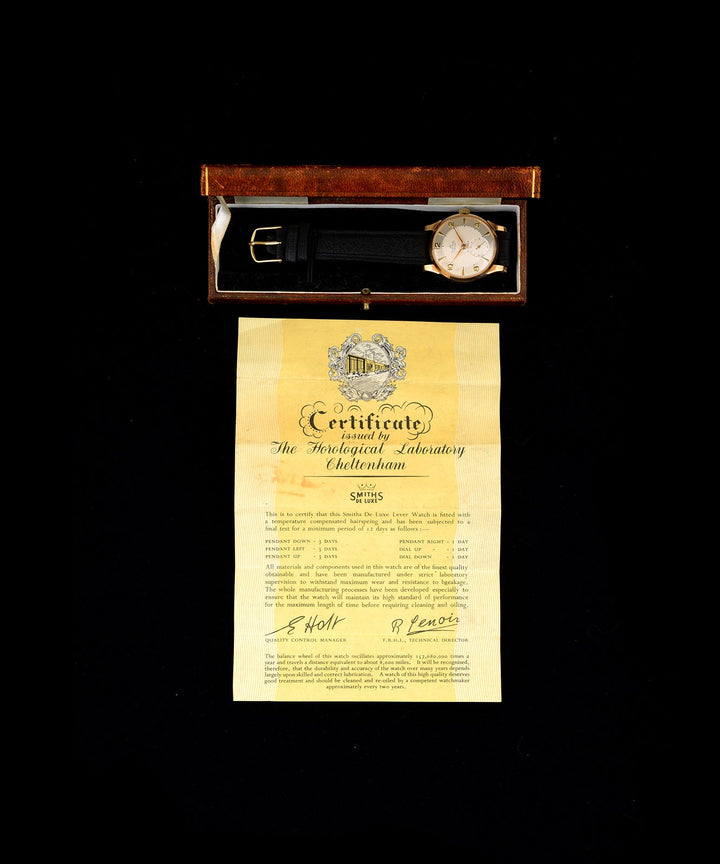 Certificate
issued by
The Horological Laboratory
Cheltenham
SMITHS
DE LUXE
This is to certify that this Smiths De Luxe Lever Watch is fitted with
a temperature compensated hairspring and has been subjected to a
final test for a minimum period of 12 days as follows:—
PENDANT DOWN - 3 DAYS PENDANT RIGHT - 1 DAY
PENDANT LEFT - 3 DAYS DIAL UP - - 1 DAY
PENDANT UP - 3 DAYS DIAL DOWN - 1 DAY
All materials and components used in this watch are of the finest quality
obtainable and have been manufactured under strict laboratory
supervision to withstand maximum wear and resistance to breakage.
The whole manufacturing processes have been developed especially to
ensure that the watch will maintain its high standard of performance
for the maximum length of time before requiring cleaning and oiling.
E Holt R Lenoir
QUALITY CONTROL MANAGER F.B.H.I., TECHNICAL DIRECTOR
The balance wheel of this watch oscillates approximately 157,680,000 times a
year and travels a distance equivalent to about 8,000 miles. It will be recognised,
therefore, that the durability and accuracy of the watch over many years depends
largely upon skilled and correct lubrication. A watch of this high quality deserves
good treatment and should be cleaned and re-oiled by a competent watchmaker
approximately every two years.